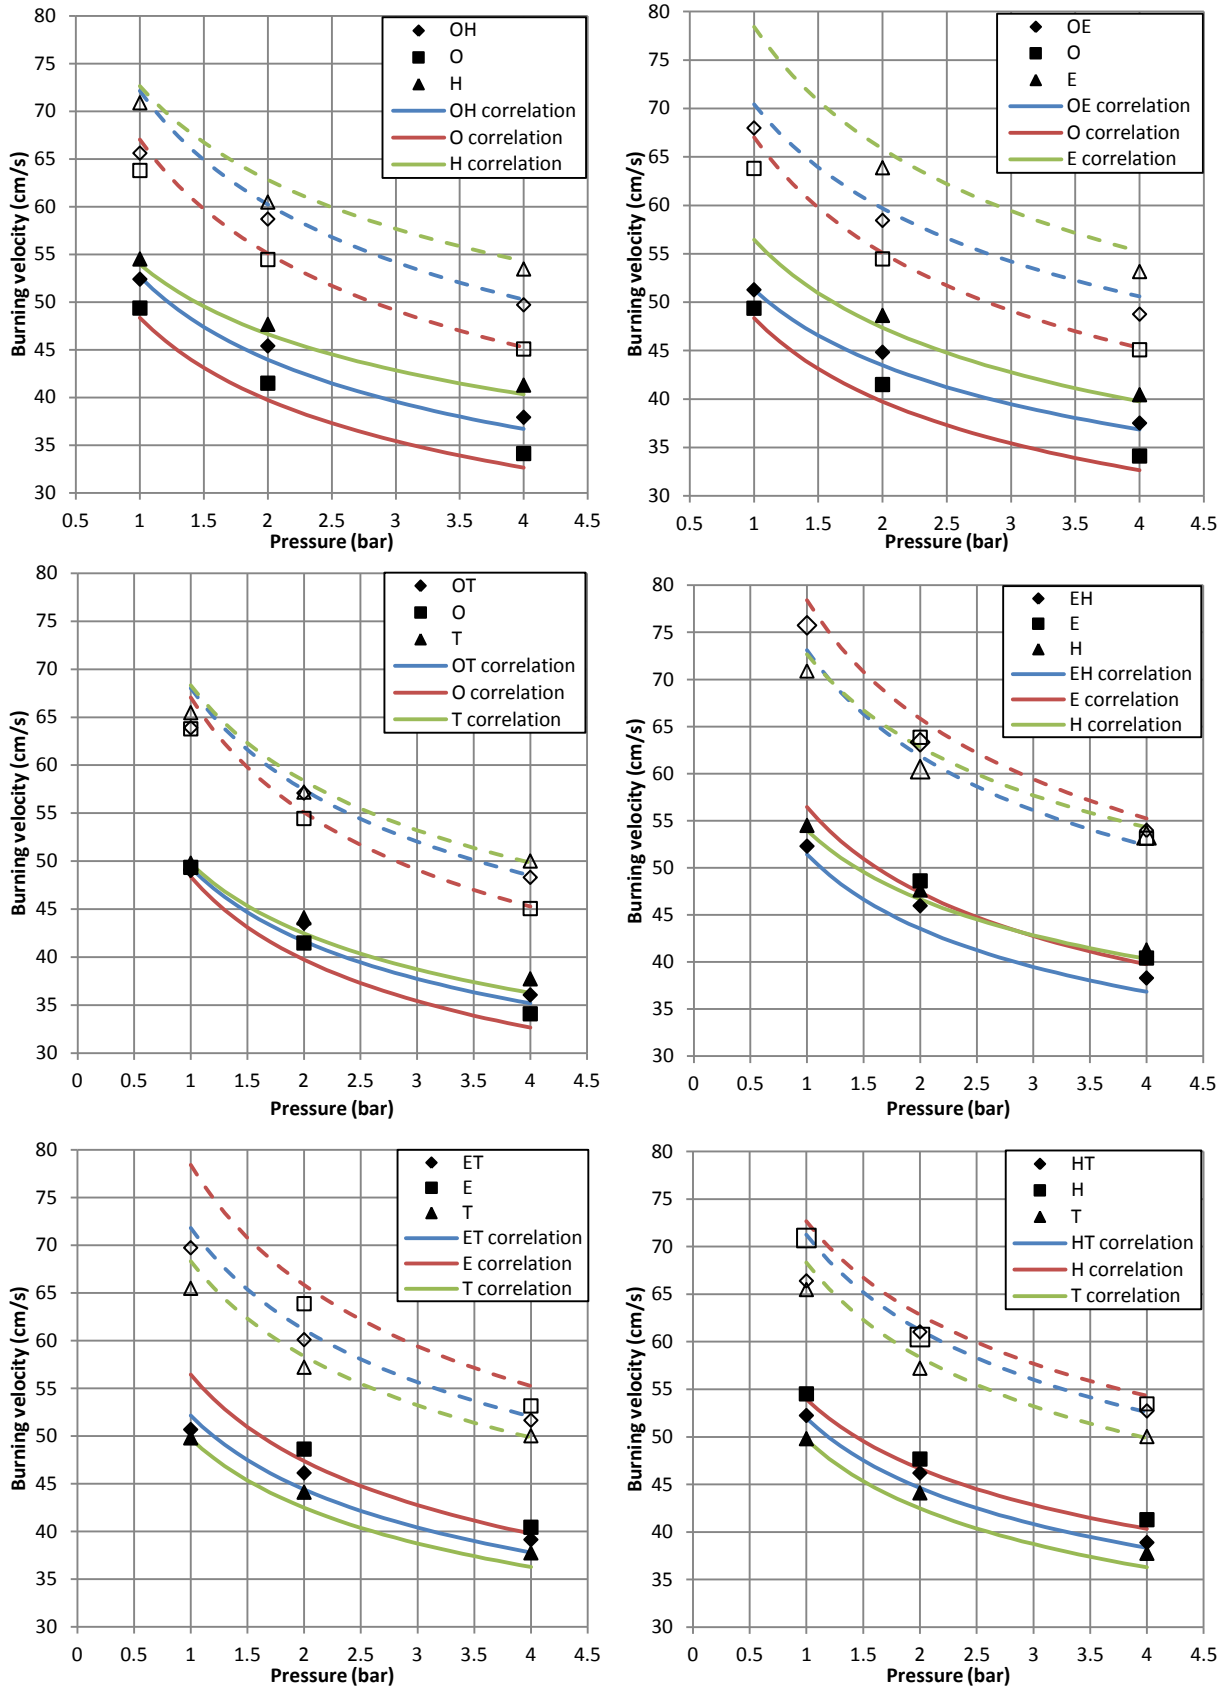 80
75
70
65
60
55
50
45
40
35
30
Burning velocity (cm/s)
OH
O
H
OH correlation
O correlation
H correlation
0.5 1 1.5 2 2.5 3 3.5 4 4.5
Pressure (bar)
80
75
70
65
60
55
50
45
40
35
30
Burning velocity (cm/s)
OE
O
E
OE correlation
O correlation
E correlation
0.5 1 1.5 2 2.5 3 3.5 4 4.5
Pressure (bar)
80
75
70
65
60
55
50
45
40
35
30
Burning velocity (cm/s)
OT
O
T
OT correlation
O correlation
T correlation
0 0.5 1 1.5 2 2.5 3 3.5 4 4.5
Pressure (bar)
80
75
70
65
60
55
50
45
40
35
30
Burning velocity (cm/s)
EH
E
H
EH correlation
E correlation
H correlation
0 0.5 1 1.5 2 2.5 3 3.5 4 4.5
Pressure (bar)
80
75
70
65
60
55
50
45
40
35
30
Burning velocity (cm/s)
ET
E
T
ET correlation
E correlation
T correlation
0 0.5 1 1.5 2 2.5 3 3.5 4 4.5
Pressure (bar)
80
75
70
65
60
55
50
45
40
35
30
Burning velocity (cm/s)
HT
H
T
HT correlation
H correlation
T correlation
0 0.5 1 1.5 2 2.5 3 3.5 4 4.5
Pressure (bar)